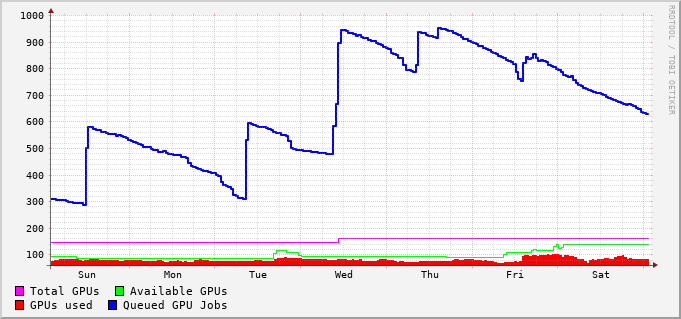 1000
900
800
700
600
500
400
300
200
100
Sun Mon Tue Wed Thu Fri Sat
Total GPUs Available GPUs
GPUs used Queued GPU Jobs
RRDTOOL / TOBI OETIKER